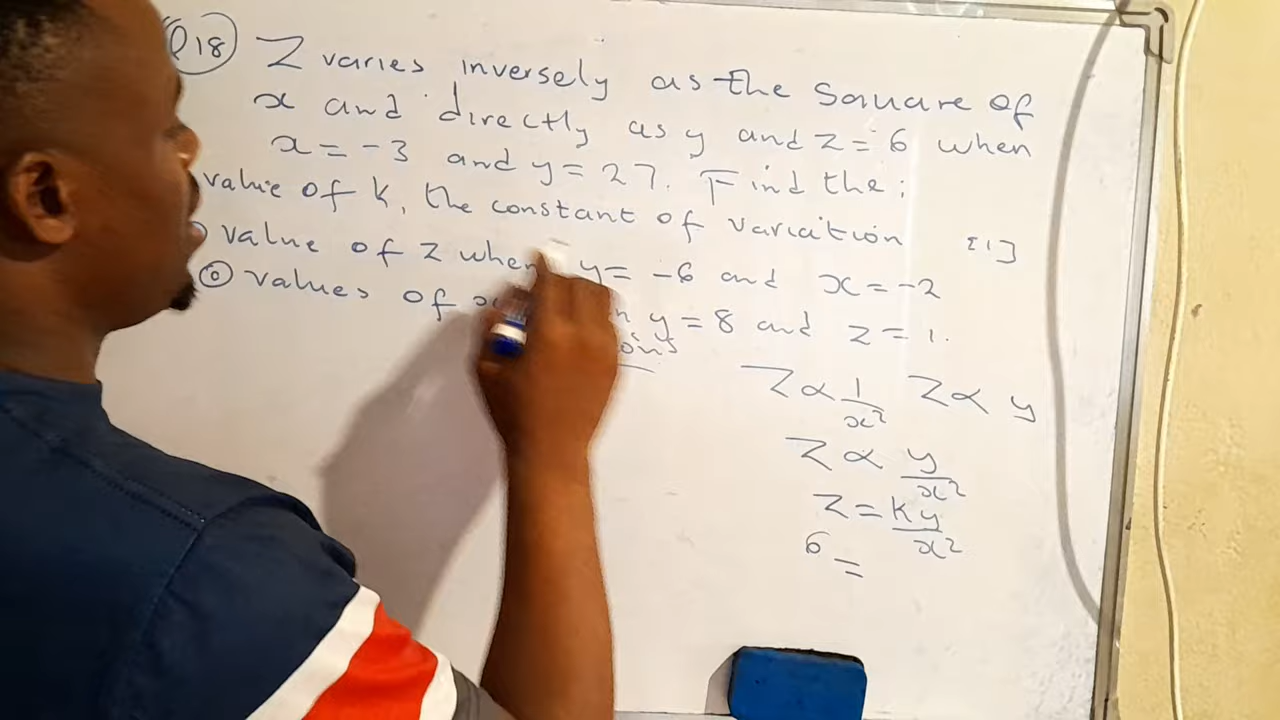 Q18 Z varies inversely as the square of
x and directly as y and z = 6 when
x = -3 and y = 27. Find the;
value of k, the constant of variation [1]
value of z when y = -6 and x = -2
values of x y = 8 and z = 1.
Z ∝ 1/x² Z ∝ y
Z ∝ y/x²
z = ky/x²
6 =